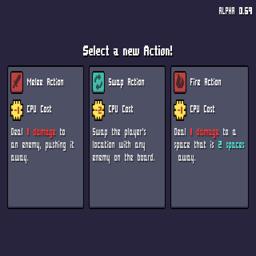 ALPHA 0.69
Select a new Action!
Melee Action
CPU Cost
Deal 1 damage to
an enemy, pushing it
away.
Swap Action
CPU Cost
Swap the player's
location with any
enemy on the board.
Fire Action
CPU Cost
Deal 1 damage to a
space that is 2 spaces
away.